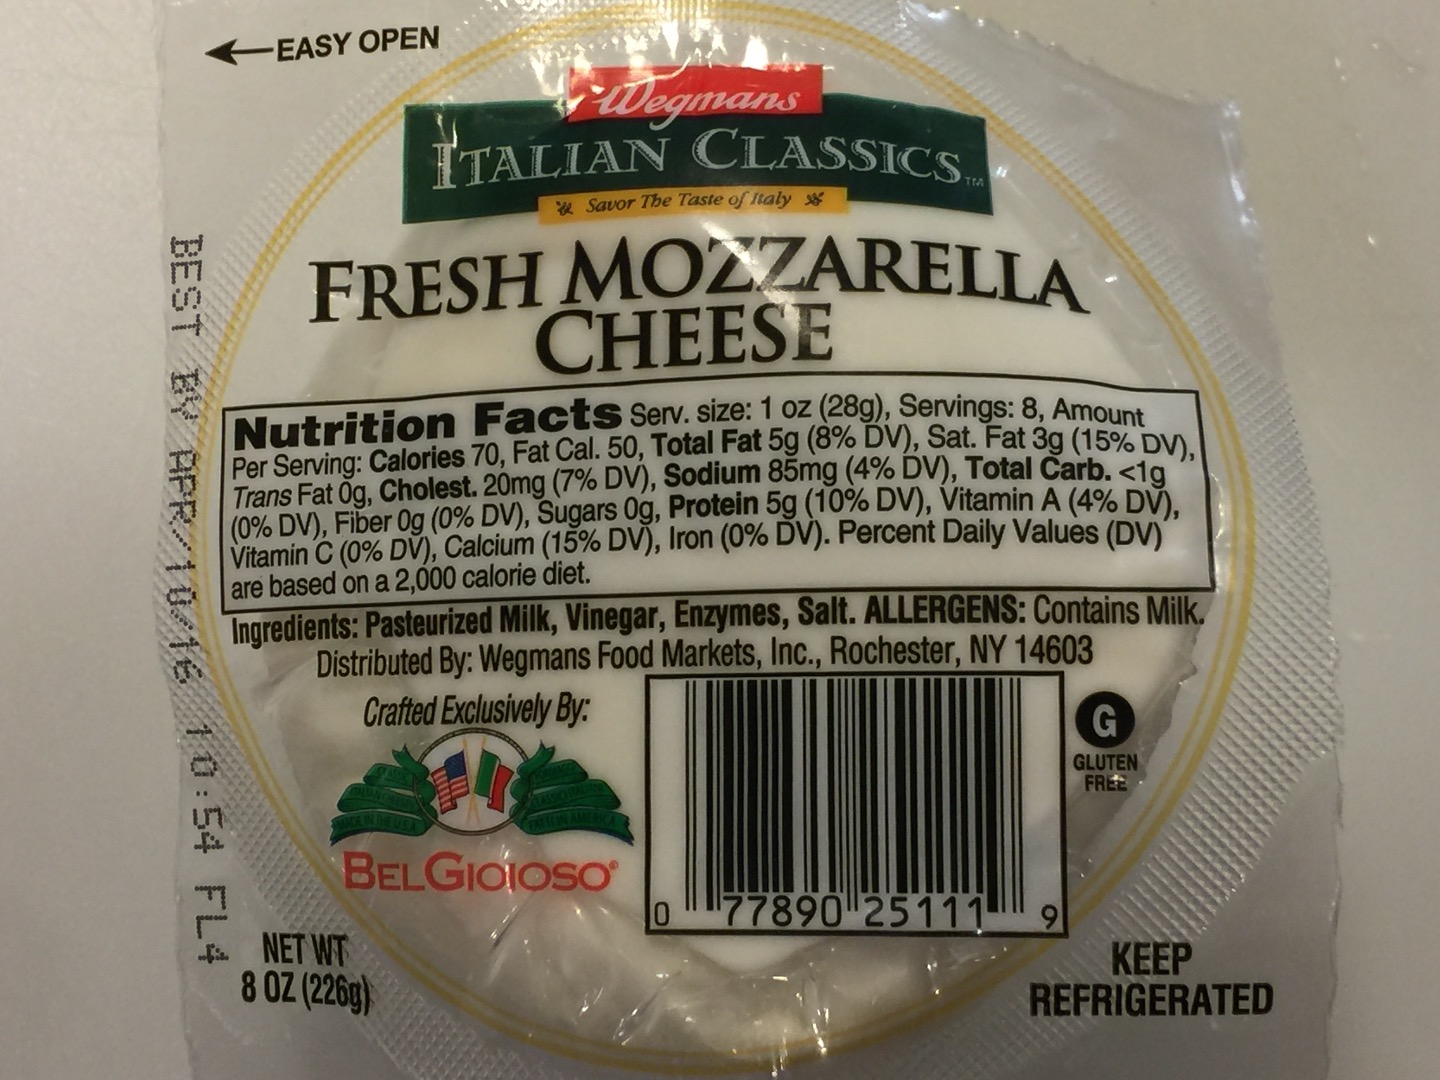 EASY OPEN
Wegmans
ITALIAN CLASSICS™
Savor The Taste of Italy
FRESH MOZZARELLA
CHEESE
Nutrition Facts Serv. size: 1 oz (28g), Servings: 8, Amount
Per Serving: Calories 70, Fat Cal. 50, Total Fat 5g (8% DV), Sat. Fat 3g (15% DV),
Trans Fat 0g, Cholest. 20mg (7% DV), Sodium 85mg (4% DV), Total Carb. <1g
(0% DV), Fiber 0g (0% DV), Sugars 0g, Protein 5g (10% DV), Vitamin A (4% DV),
Vitamin C (0% DV), Calcium (15% DV), Iron (0% DV). Percent Daily Values (DV)
are based on a 2,000 calorie diet.
Ingredients: Pasteurized Milk, Vinegar, Enzymes, Salt. ALLERGENS: Contains Milk.
Distributed By: Wegmans Food Markets, Inc., Rochester, NY 14603
Crafted Exclusively By:
MADE IN THE U.S.A.
BELGIOIOSO®
0 77890 25111 9
G
GLUTEN
FREE
NET WT
8 OZ (226g)
KEEP
REFRIGERATED
BEST BY APR/10/16 10:54 FL4